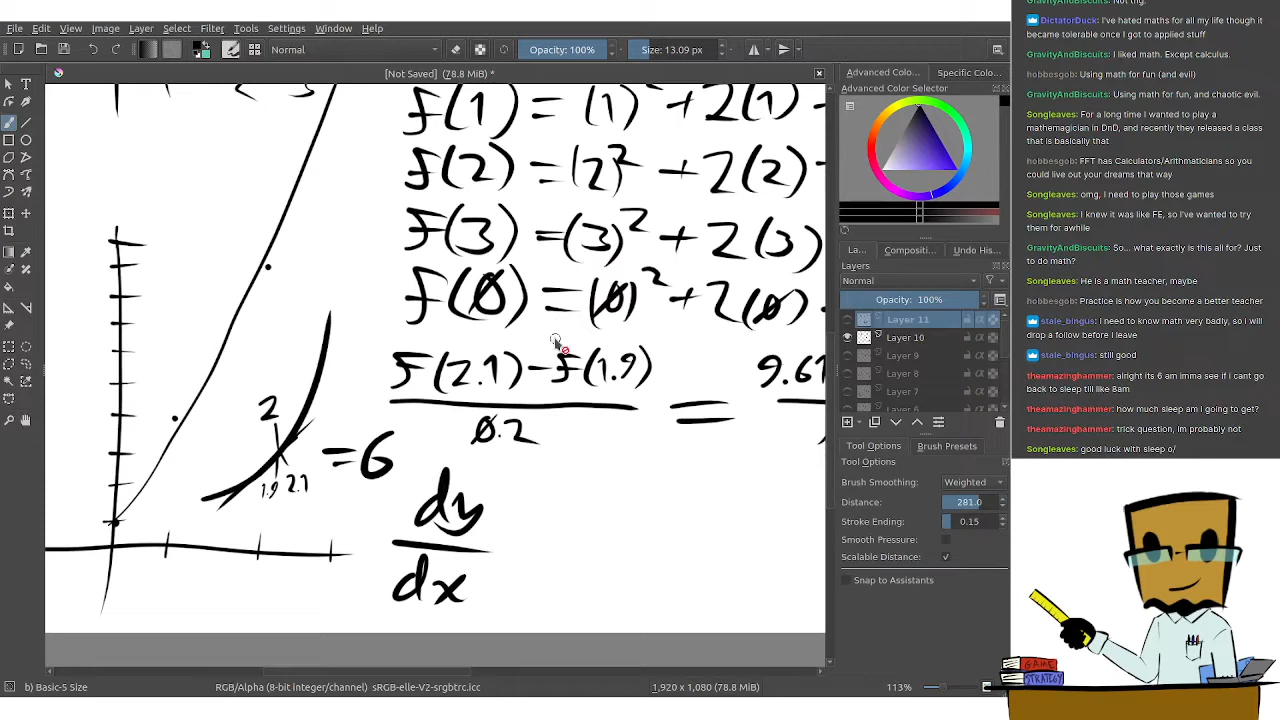 File Edit View Image Layer Select Filter Tools Settings Window Help
Normal
Opacity: 100%
Size: 13.09 px
[Not Saved] (78.8 MiB) *
f(1) = (1)² + 2(1)
f(2) = (2)² + 2(2)
f(3) = (3)² + 2(3)
f(0) = (0)² + 2(0)
f(2.1) - f(1.9)
0.2
=
9.61
2
1.9 2.1
= 6
dy
dx
Advanced Colo...
Specific Color...
Advanced Color Selector
La...
Compositi...
Undo His...
Layers
Normal
Opacity: 100%
Layer 11
Layer 10
Layer 9
Layer 8
Layer 7
Tool Options
Brush Presets
Tool Options
Brush Smoothing: Weighted
Distance: 281.0
Stroke Ending: 0.15
Smooth Pressure:
Scalable Distance:
Snap to Assistants
b) Basic-5 Size
RGB/Alpha (8-bit integer/channel) sRGB-elle-V2-srgbtrc.icc
1,920 x 1,080 (78.8 MiB)
113%
DictatorDuck: I've hated maths for all my life though it
became tolerable once I got to applied stuff
GravityAndBiscuits: I liked math. Except calculus.
hobbesgob: Using math for fun (and evil)
GravityAndBiscuits: Using math for fun, and chaotic evil.
Songleaves: For a long time I wanted to play a
mathemagician in DnD, and recently they released a class
that is basically that
hobbesgob: FFT has Calculators/Arithmaticians so you
could live out your dreams that way
Songleaves: omg, I need to play those games
Songleaves: I knew it was like FE, so I've wanted to try
them for awhile
GravityAndBiscuits: So... what exactly is this all for? Just
to do math?
Songleaves: He is a math teacher, maybe
hobbesgob: Practice is how you become a better teacher
stale_bingus: I need to know math very badly, so I will
drop a follow before I leave
stale_bingus: still good
theamazinghammer: alright its 6 am imma see if i cant go
back to sleep till like 8am
theamazinghammer: how much sleep am I going to get?
theamazinghammer: trick question, im probably not
Songleaves: good luck with sleep o/
GAME
STRATEGY